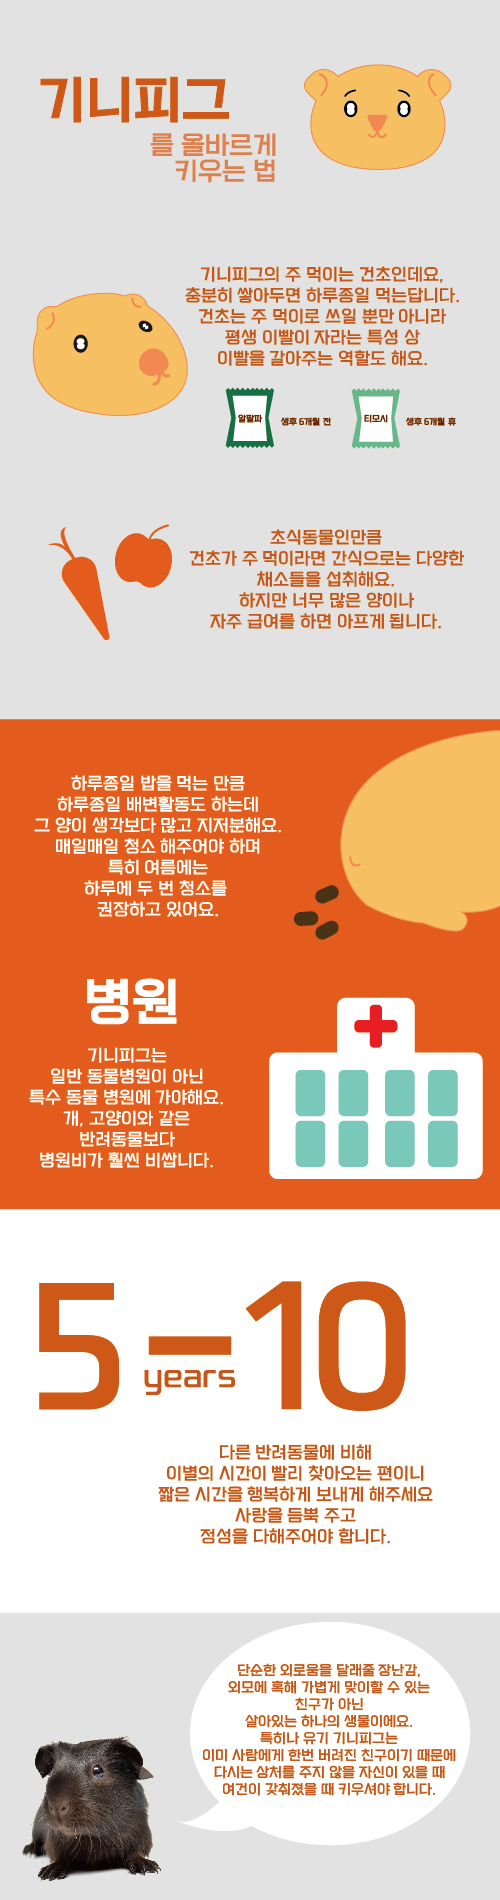 기니피그
를 올바르게
키우는 법
기니피그의 주 먹이는 건초인데요,
충분히 쌓아두면 하루종일 먹는답니다.
건초는 주 먹이로 쓰일 뿐만 아니라
평생 이빨이 자라는 특성 상
이빨을 갈아주는 역할도 해요.
알팔파
생후 6개월 전
티모시
생후 6개월 휴
초식동물인만큼
건초가 주 먹이라면 간식으로는 다양한
채소들을 섭취해요.
하지만 너무 많은 양이나
자주 급여를 하면 아프게 됩니다.
하루종일 밥을 먹는 만큼
하루종일 배변활동도 하는데
그 양이 생각보다 많고 지저분해요.
매일매일 청소 해주어야 하며
특히 여름에는
하루에 두 번 청소를
권장하고 있어요.
병원
기니피그는
일반 동물병원이 아닌
특수 동물 병원에 가야해요.
개, 고양이와 같은
반려동물보다
병원비가 훨씬 비쌉니다.
5-10
years
다른 반려동물에 비해
이별의 시간이 빨리 찾아오는 편이니
짧은 시간을 행복하게 보내게 해주세요
사랑을 듬뿍 주고
정성을 다해주어야 합니다.
단순한 외로움을 달래줄 장난감,
외모에 혹해 가볍게 맞이할 수 있는
친구가 아닌
살아있는 하나의 생물이에요.
특히나 유기 기니피그는
이미 사람에게 한번 버려진 친구이기 때문에
다시는 상처를 주지 않을 자신이 있을 때
여건이 갖춰졌을 때 키우셔야 합니다.